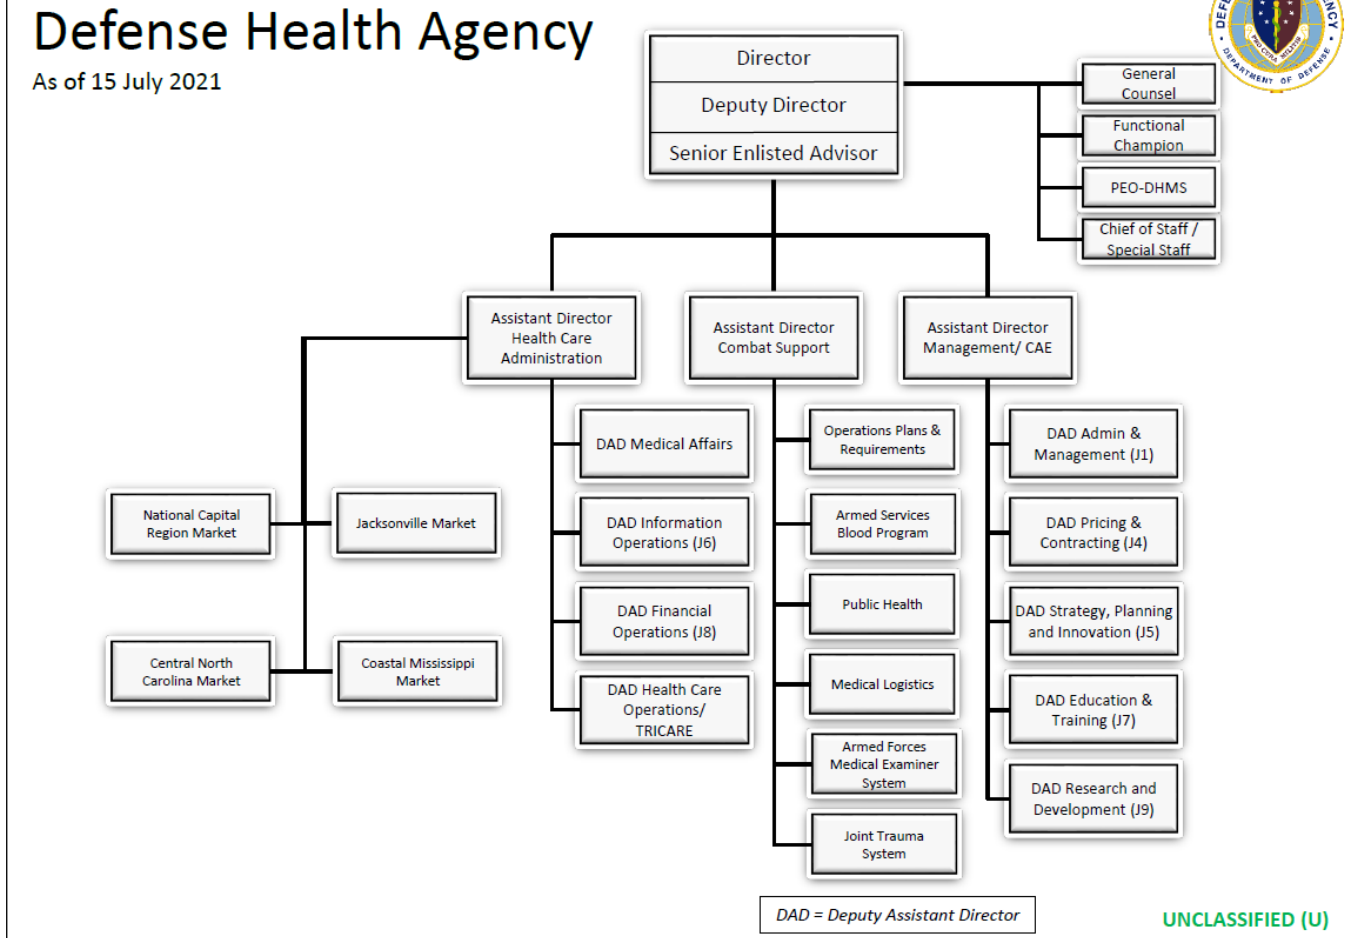 Defense Health Agency
As of 15 July 2021
Director
Deputy Director
Senior Enlisted Advisor
General
Counsel
Functional
Champion
PEO-DHMS
Chief of Staff /
Special Staff
Assistant Director
Health Care
Administration
Assistant Director
Combat Support
Assistant Director
Management/ CAE
National Capital
Region Market
Jacksonville Market
Central North
Carolina Market
Coastal Mississippi
Market
DAD Medical Affairs
DAD Information
Operations (J6)
DAD Financial
Operations (J8)
DAD Health Care
Operations/
TRICARE
Operations Plans &
Requirements
Armed Services
Blood Program
Public Health
Medical Logistics
Armed Forces
Medical Examiner
System
Joint Trauma
System
DAD Admin &
Management (J1)
DAD Pricing &
Contracting (J4)
DAD Strategy, Planning
and Innovation (J5)
DAD Education &
Training (J7)
DAD Research and
Development (J9)
DAD = Deputy Assistant Director
UNCLASSIFIED (U)
DEPARTMENT OF DEFENSE
PRO CURA MILITIS